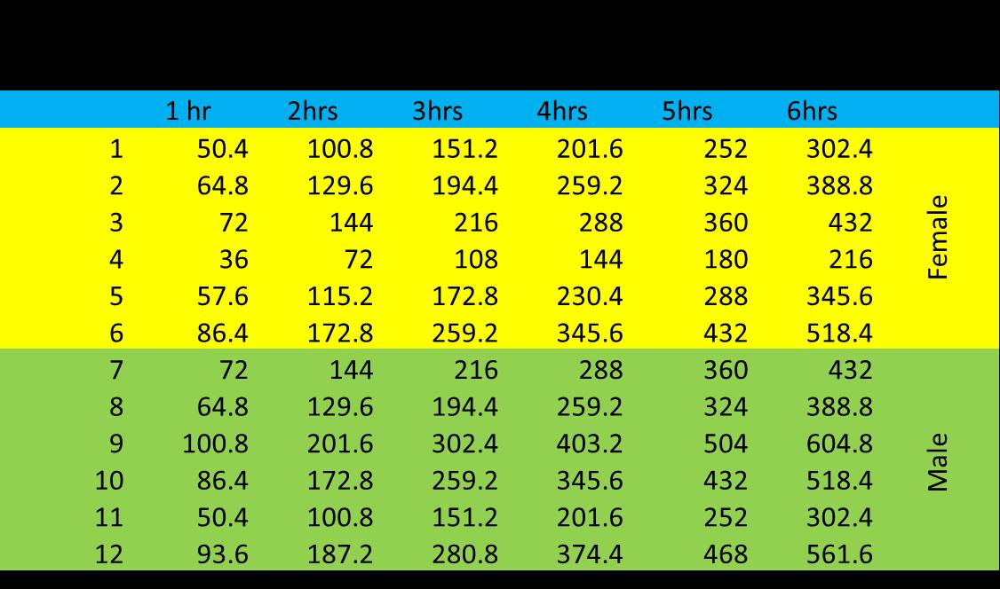 1 hr 2hrs 3hrs 4hrs 5hrs 6hrs
1 50.4 100.8 151.2 201.6 252 302.4
2 64.8 129.6 194.4 259.2 324 388.8
3 72 144 216 288 360 432
4 36 72 108 144 180 216
5 57.6 115.2 172.8 230.4 288 345.6
6 86.4 172.8 259.2 345.6 432 518.4
Female
7 72 144 216 288 360 432
8 64.8 129.6 194.4 259.2 324 388.8
9 100.8 201.6 302.4 403.2 504 604.8
10 86.4 172.8 259.2 345.6 432 518.4
11 50.4 100.8 151.2 201.6 252 302.4
12 93.6 187.2 280.8 374.4 468 561.6
Male